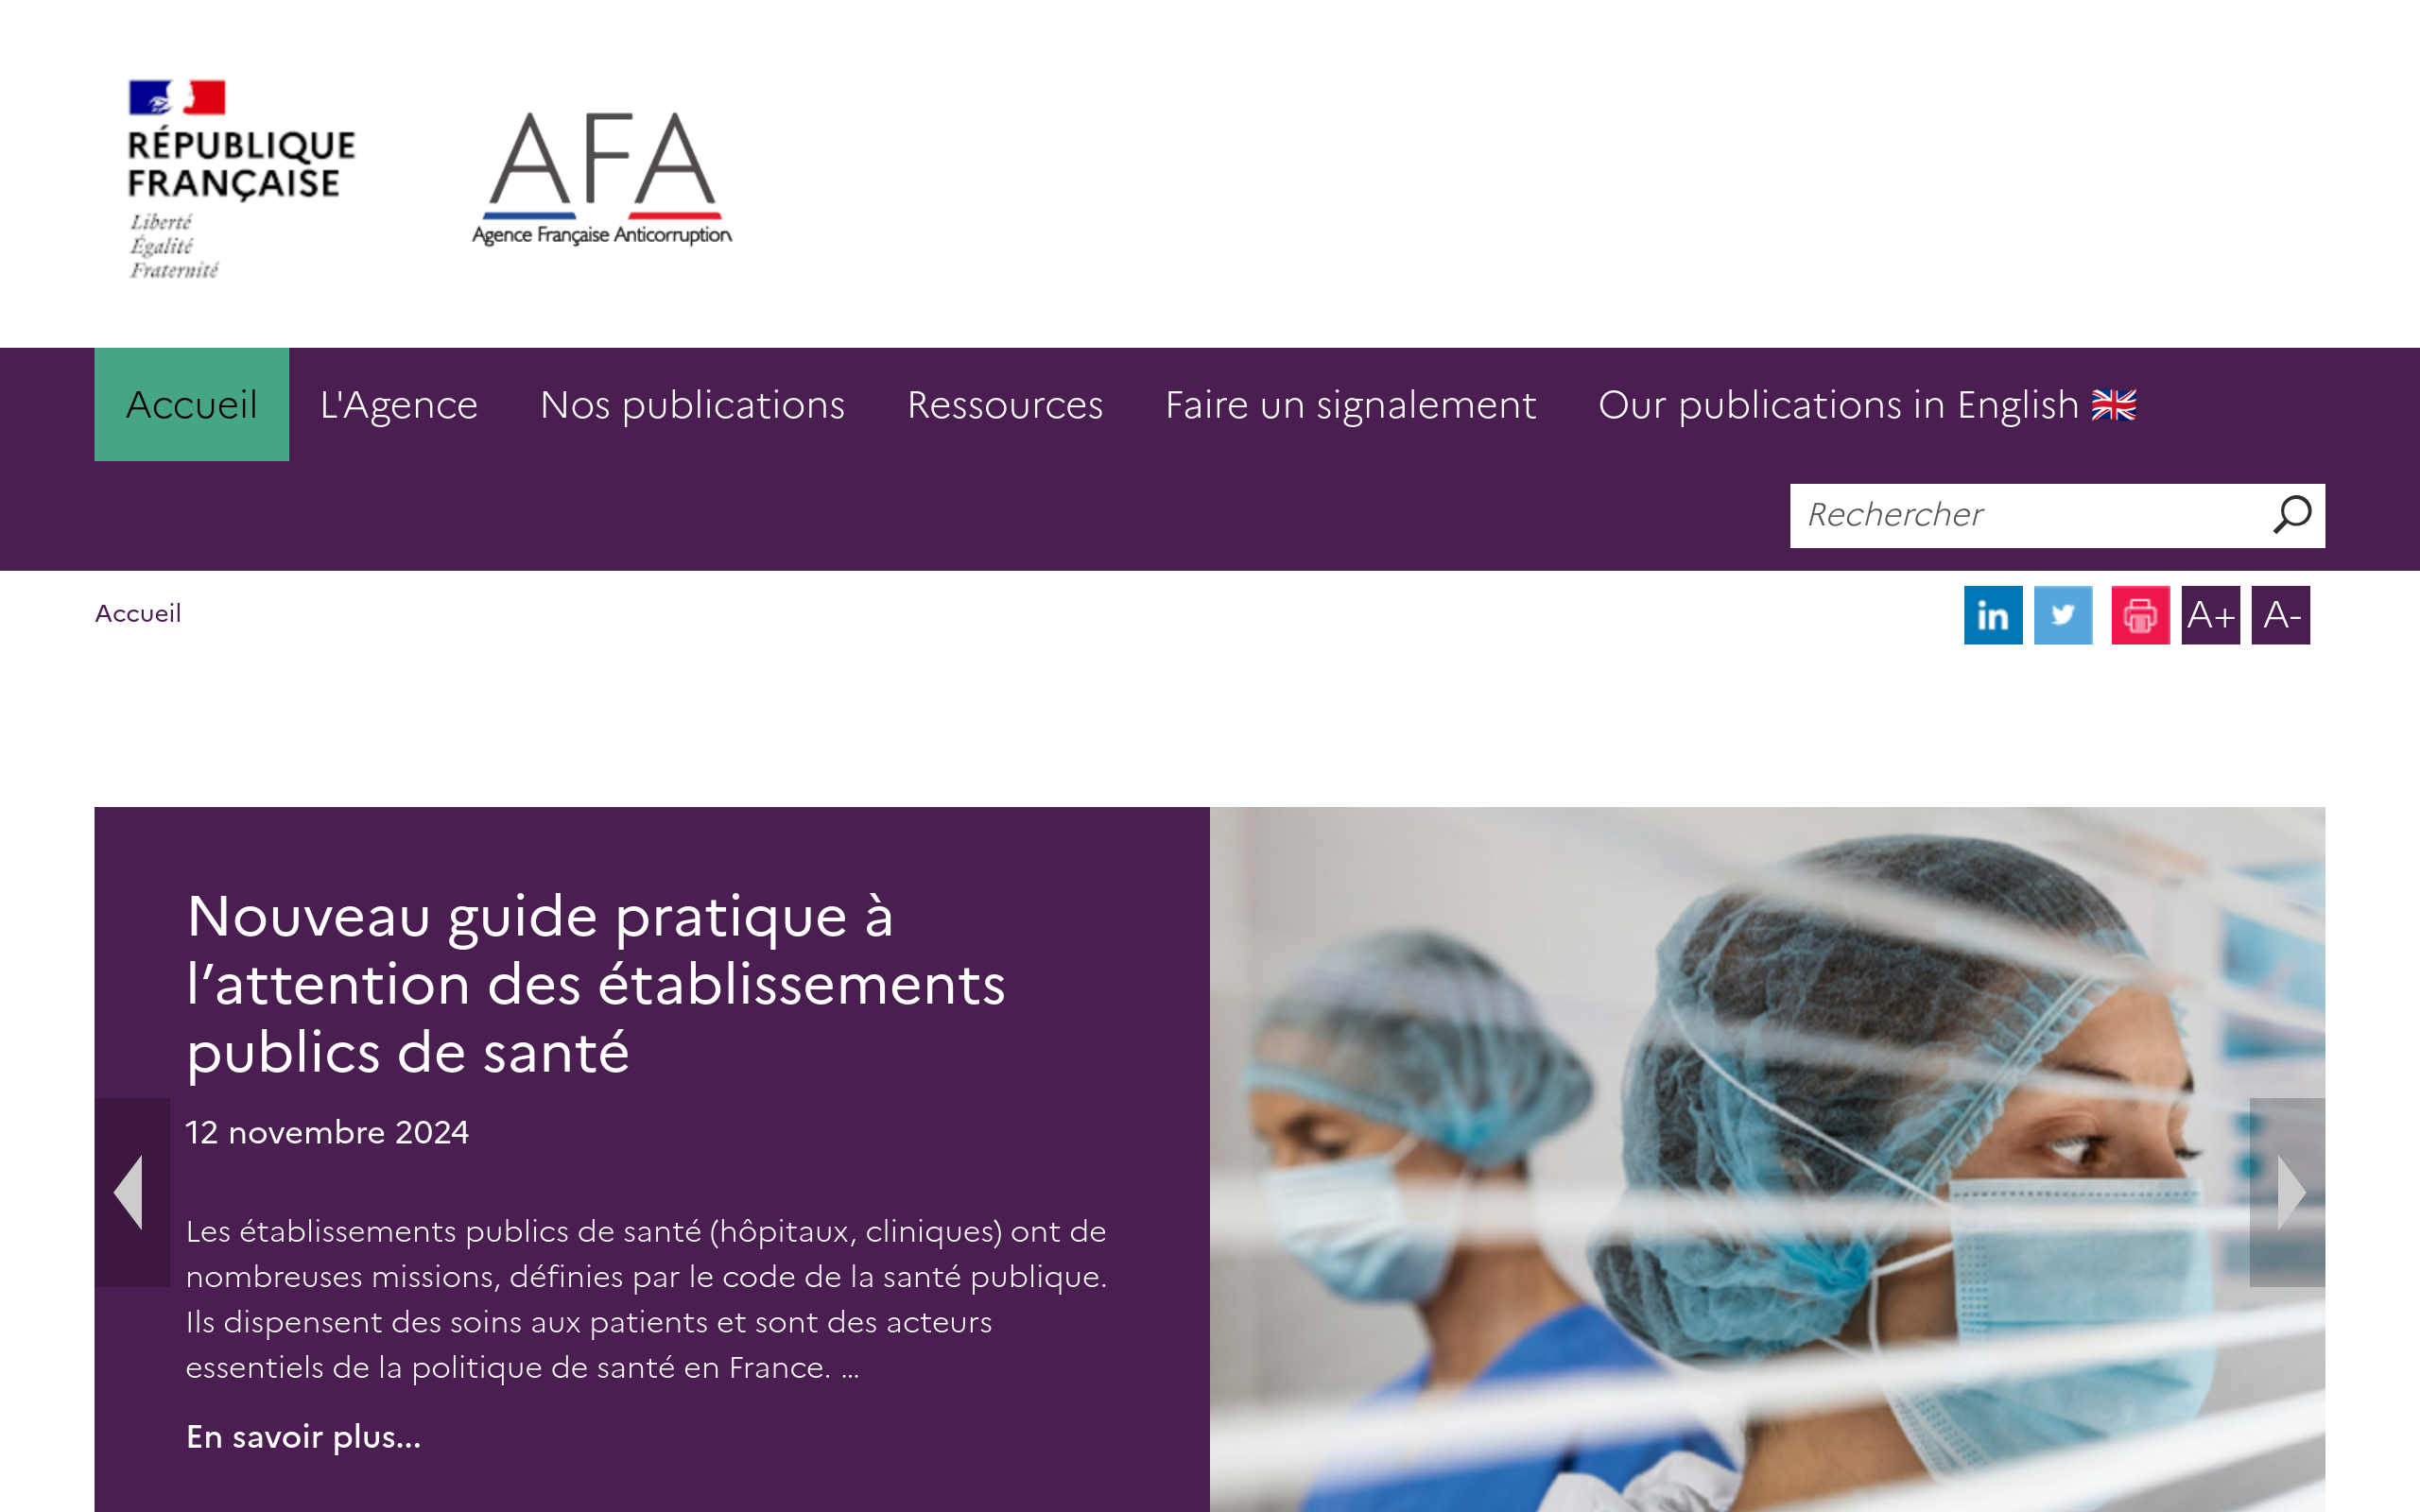 RÉPUBLIQUE
FRANÇAISE
Liberté
Égalité
Fraternité
AFA
Agence Française Anticorruption
Accueil L'Agence Nos publications Ressources Faire un signalement Our publications in English 🇬🇧
Rechercher
Accueil
in A+ A-
Nouveau guide pratique à
l’attention des établissements
publics de santé
12 novembre 2024
Les établissements publics de santé (hôpitaux, cliniques) ont de
nombreuses missions, définies par le code de la santé publique.
Ils dispensent des soins aux patients et sont des acteurs
essentiels de la politique de santé en France. ...
En savoir plus...